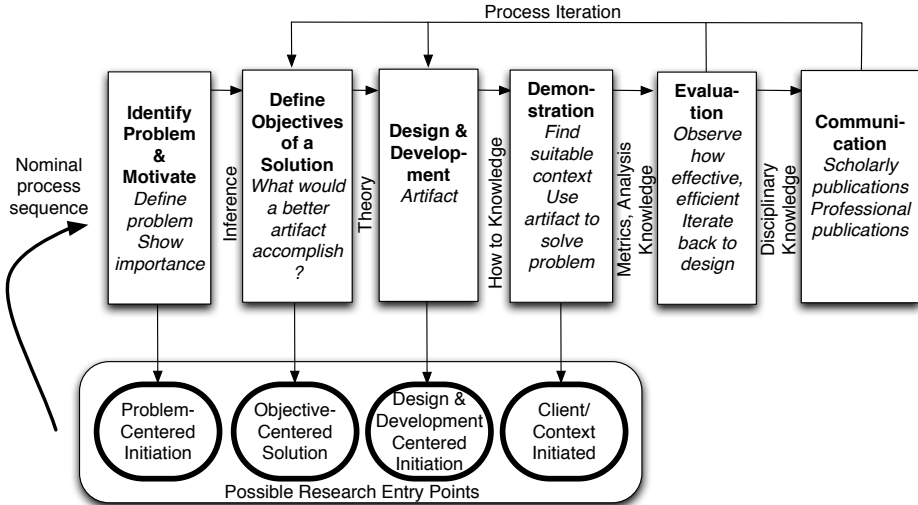 Process Iteration
Nominal
process
sequence
Identify
Problem
&
Motivate
Define
problem
Show
importance
Inference
Define
Objectives
of a
Solution
What would
a better
artifact
accomplish
?
Theory
Design &
Develop-
ment
Artifact
How to Knowledge
Demon-
stration
Find
suitable
context
Use
artifact to
solve
problem
Metrics, Analysis
Knowledge
Evalua-
tion
Observe
how
effective,
efficient
Iterate
back to
design
Disciplinary
Knowledge
Communi-
cation
Scholarly
publications
Professional
publications
Problem-
Centered
Initiation
Objective-
Centered
Solution
Design &
Development
Centered
Initiation
Client/
Context
Initiated
Possible Research Entry Points